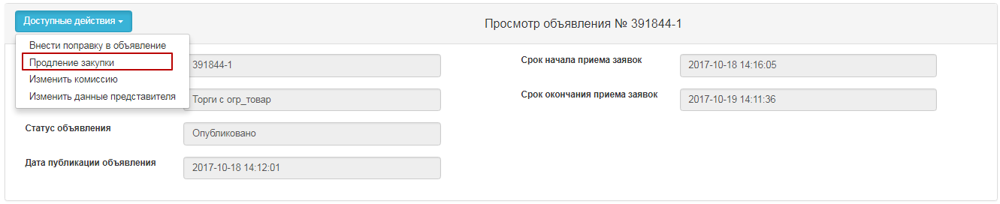 Доступные действия
Просмотр объявления № 391844-1
Внести поправку в объявление
Продление закупки
Изменить комиссию
Изменить данные представителя
391844-1
Срок начала приема заявок
2017-10-18 14:16:05
Торги с огр_товар
Срок окончания приема заявок
2017-10-19 14:11:36
Статус объявления
Опубликовано
Дата публикации объявления
2017-10-18 14:12:01